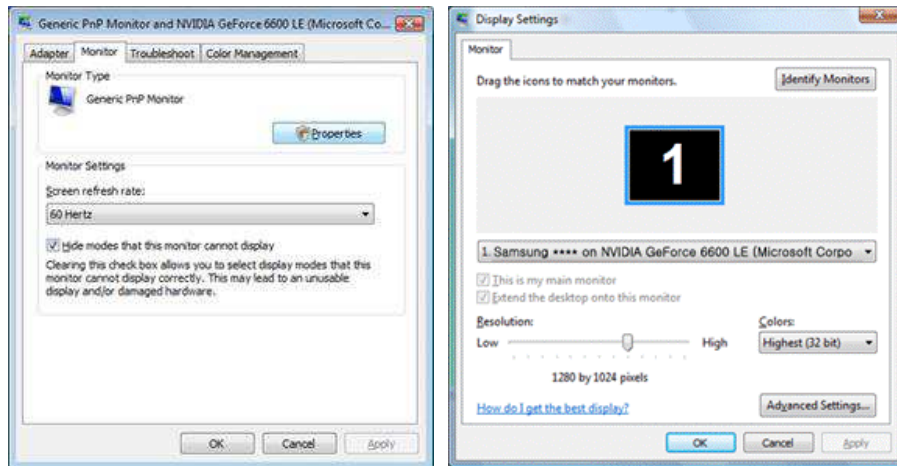 Generic PnP Monitor and NVIDIA GeForce 6600 LE (Microsoft Co...
Adapter Monitor Troubleshoot Color Management
Monitor Type
Generic PnP Monitor
Properties
Monitor Settings
Screen refresh rate:
60 Hertz
Hide modes that this monitor cannot display
Clearing this check box allows you to select display modes that this
monitor cannot display correctly. This may lead to an unusable
display and/or damaged hardware.
OK Cancel Apply
Display Settings
Monitor
Drag the icons to match your monitors.
Identify Monitors
1
1. Samsung **** on NVIDIA GeForce 6600 LE (Microsoft Corpo
This is my main monitor
Extend the desktop onto this monitor
Resolution:
Low High
1280 by 1024 pixels
Colors:
Highest (32 bit)
How do I get the best display?
Advanced Settings...
OK Cancel Apply